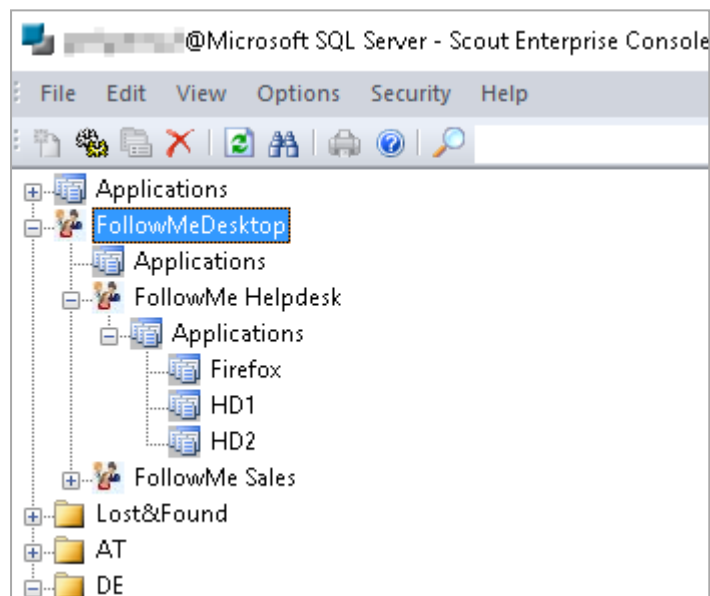 @Microsoft SQL Server - Scout Enterprise Console
File Edit View Options Security Help
Applications
FollowMeDesktop
Applications
FollowMe Helpdesk
Applications
Firefox
HD1
HD2
FollowMe Sales
Lost&Found
AT
DE